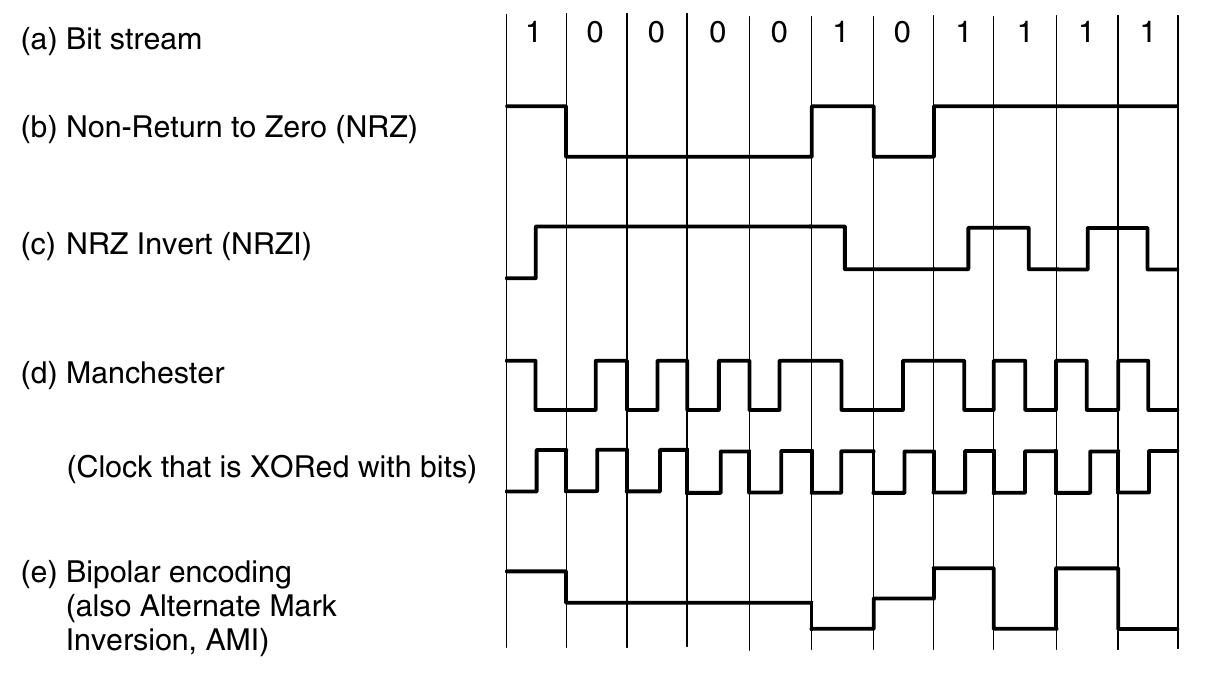 (a) Bit stream 1 0 0 0 0 1 0 1 1 1 1
(b) Non-Return to Zero (NRZ)
(c) NRZ Invert (NRZI)
(d) Manchester
(Clock that is XORed with bits)
(e) Bipolar encoding
(also Alternate Mark
Inversion, AMI)